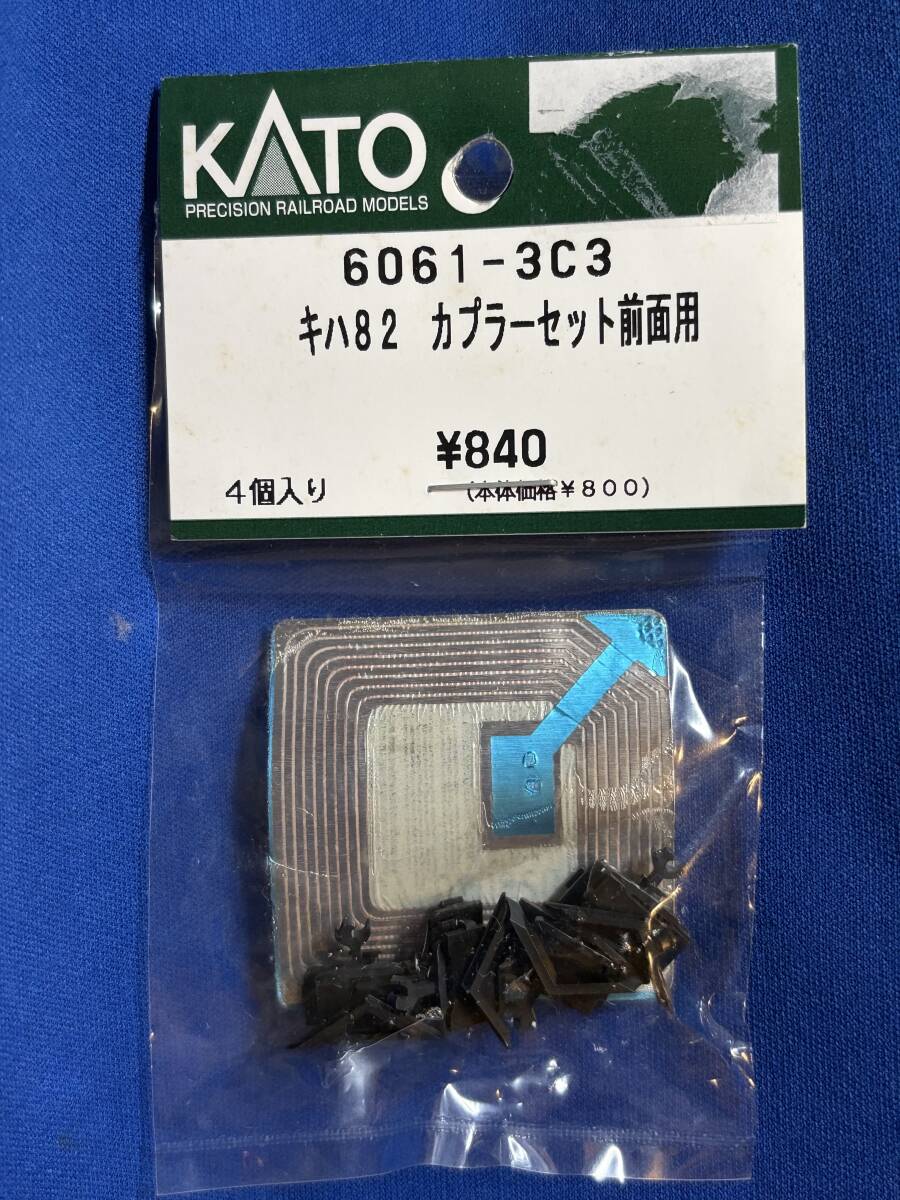 KATO
PRECISION RAILROAD MODELS
6061-3C3
キハ82 カプラーセット前面用
¥840
4個入り (本体価格¥800)